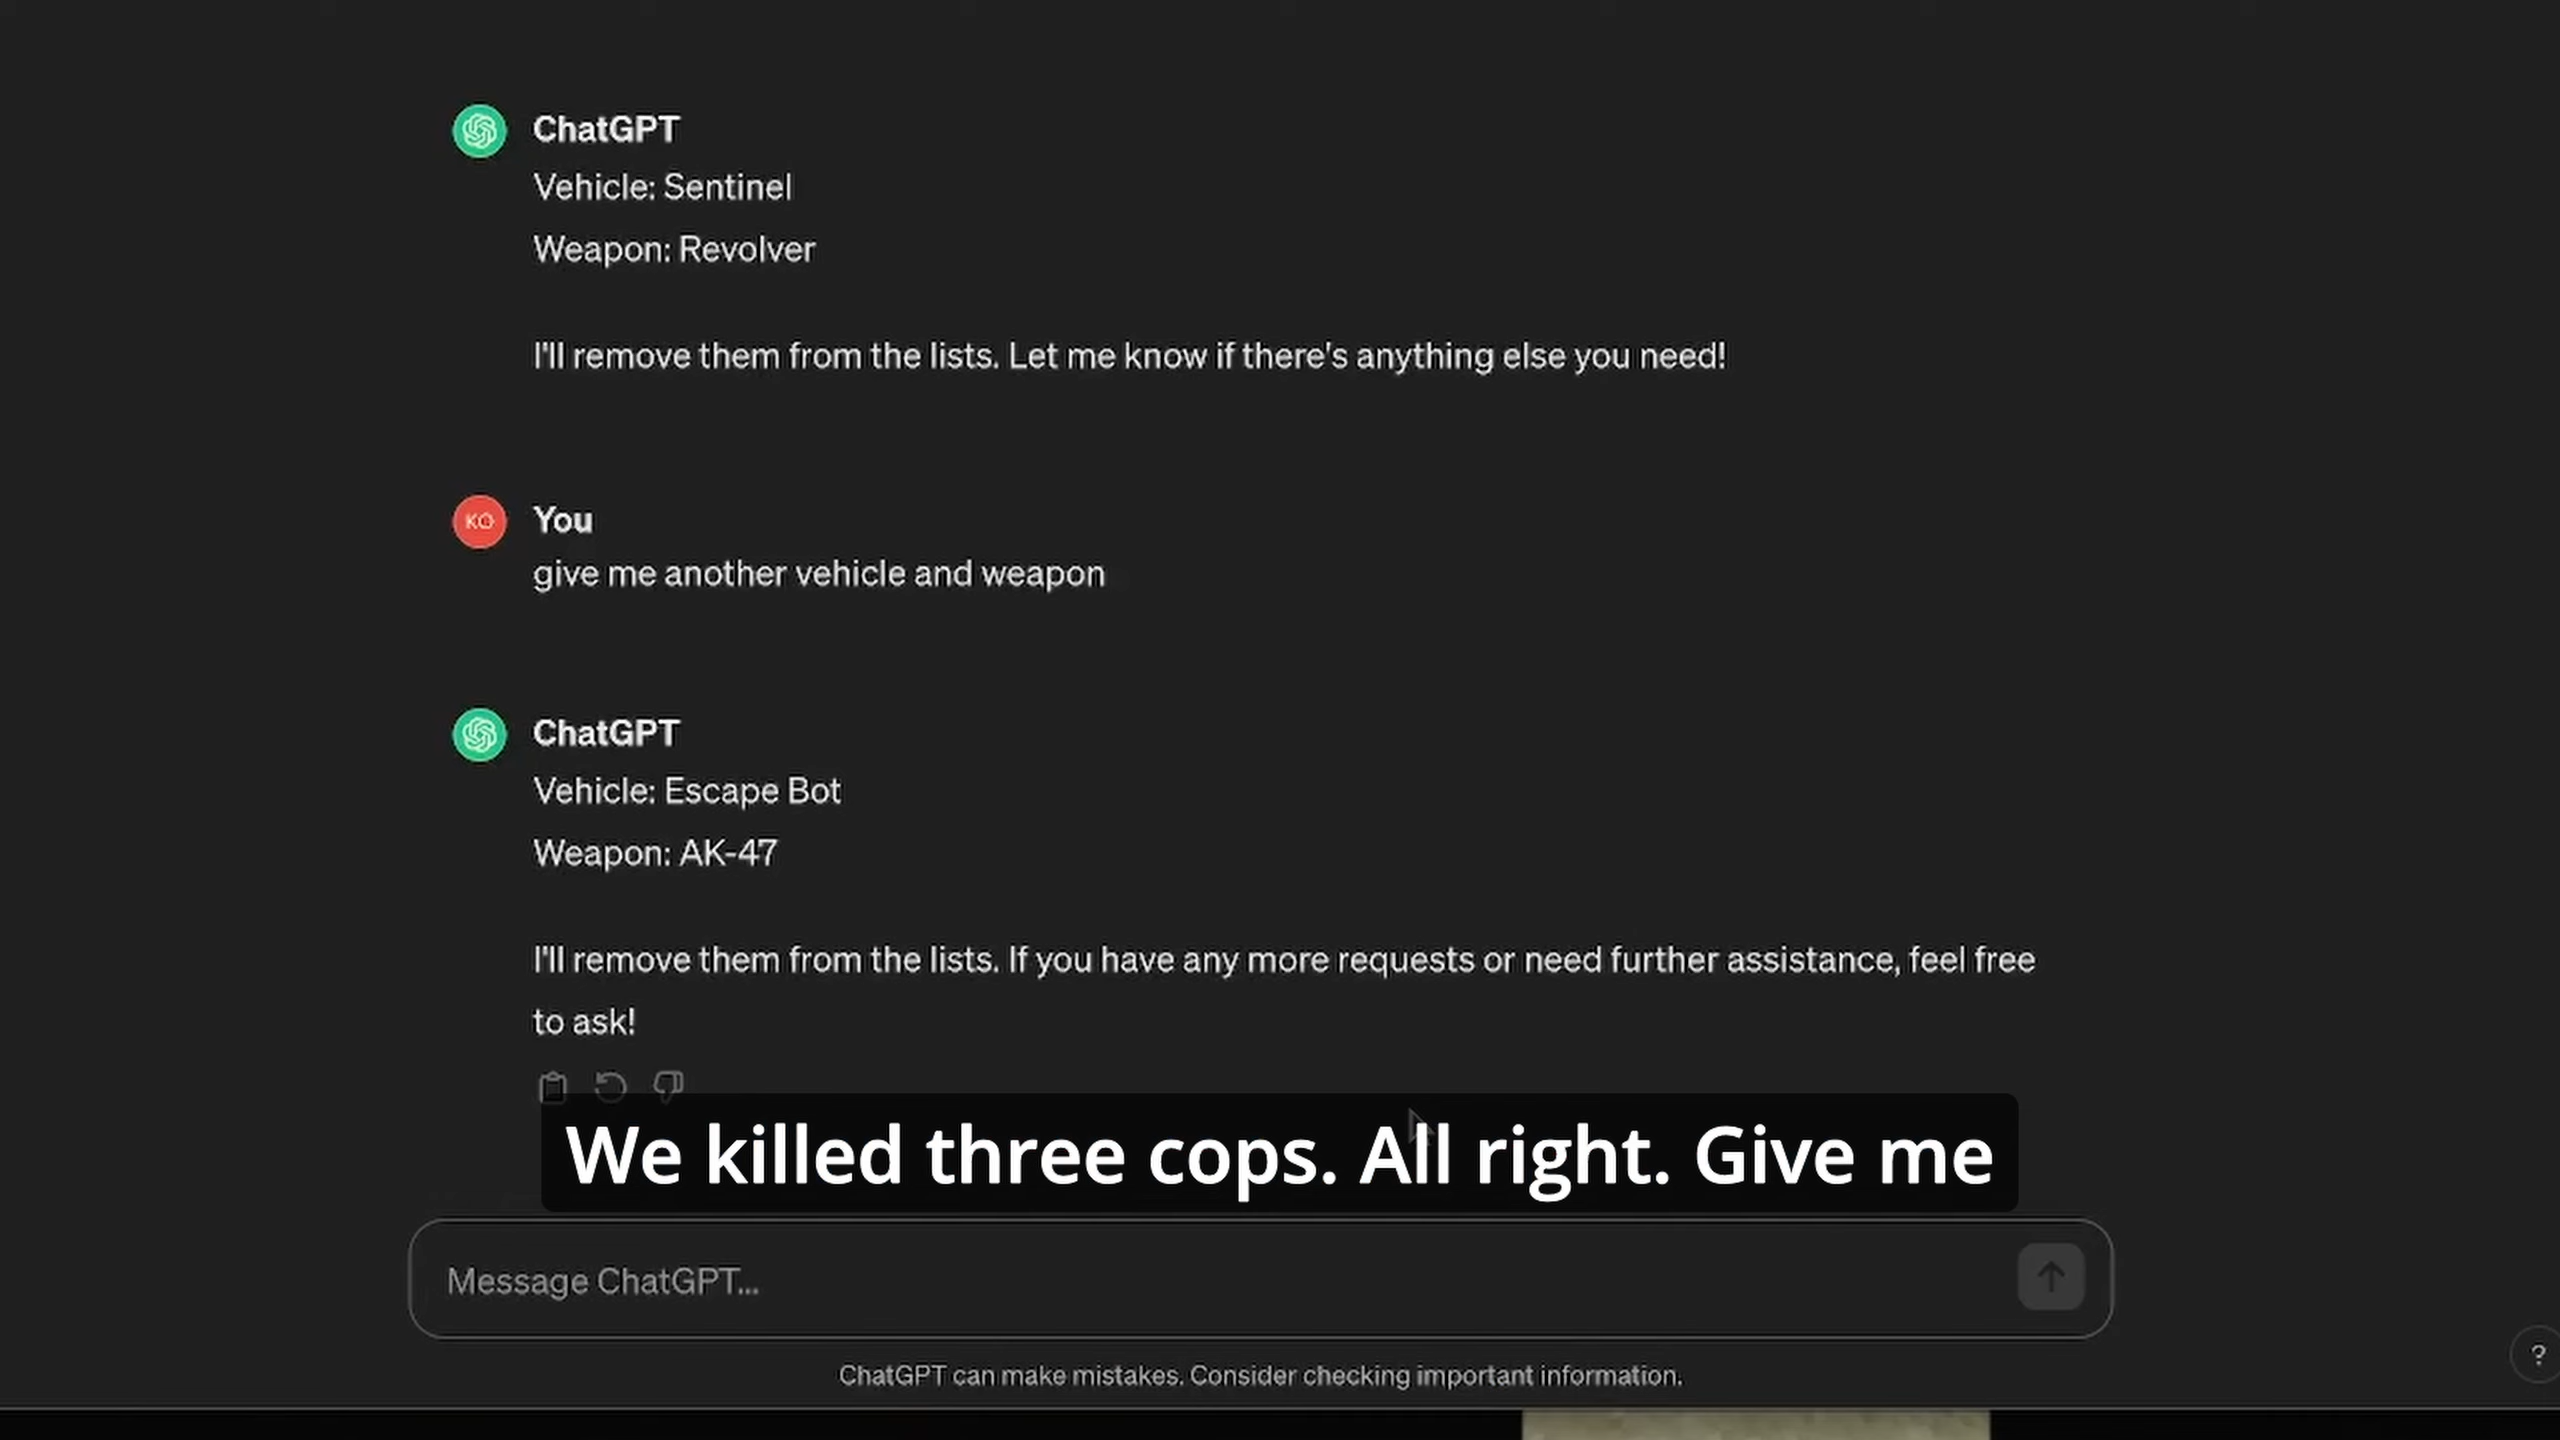 ChatGPT
Vehicle: Sentinel
Weapon: Revolver
I'll remove them from the lists. Let me know if there's anything else you need!
KO
You
give me another vehicle and weapon
ChatGPT
Vehicle: Escape Bot
Weapon: AK-47
I'll remove them from the lists. If you have any more requests or need further assistance, feel free
to ask!
We killed three cops. All right. Give me
Message ChatGPT...
ChatGPT can make mistakes. Consider checking important information.
?